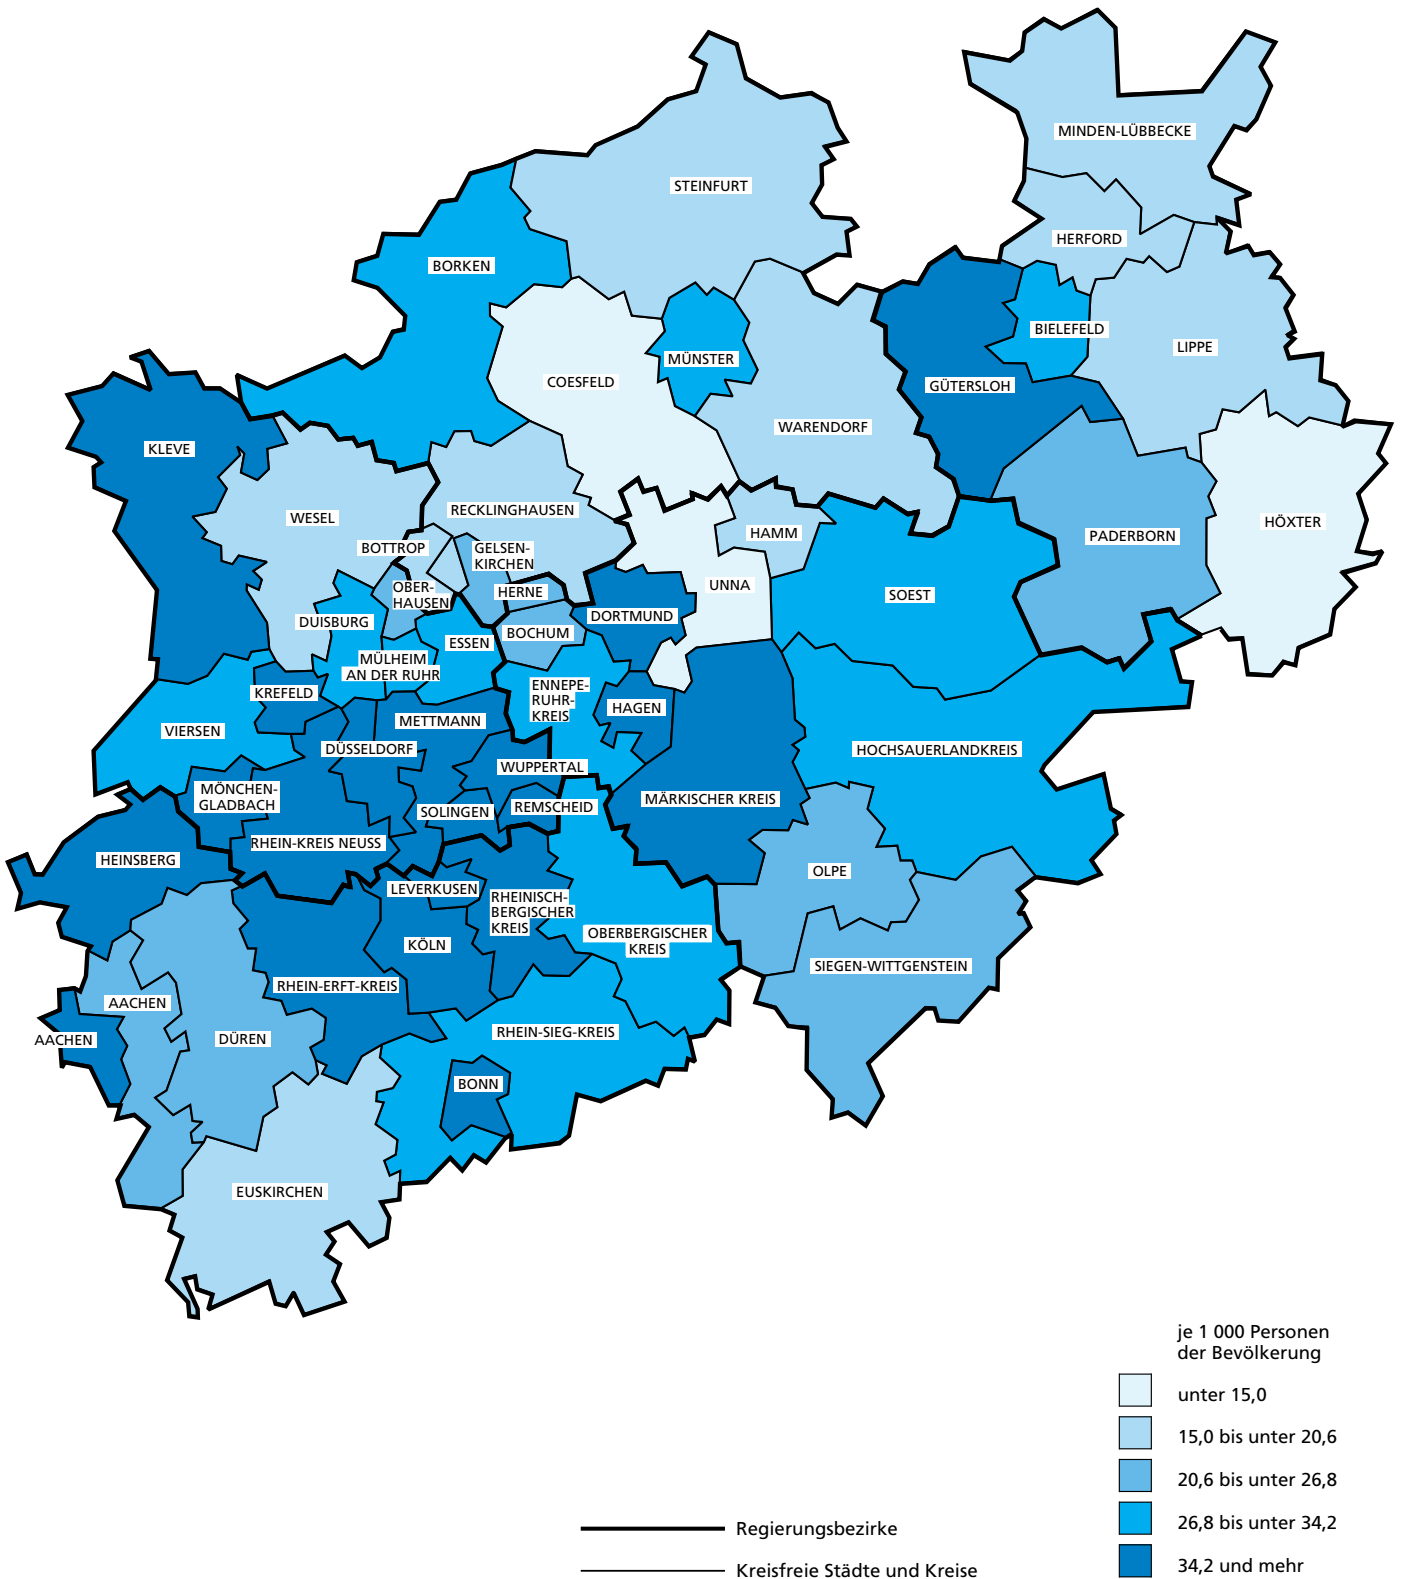 MINDEN-LÜBBECKE
STEINFURT
HERFORD
BORKEN
BIELEFELD
LIPPE
MÜNSTER
COESFELD
GÜTERSLOH
WARENDORF
KLEVE
RECKLINGHAUSEN
WESEL
HÖXTER
HAMM
PADERBORN
BOTTROP
GELSEN-
KIRCHEN
UNNA
OBER-
HAUSEN
HERNE
SOEST
DORTMUND
DUISBURG
BOCHUM
ESSEN
MÜLHEIM
AN DER RUHR
KREFELD
ENNEPE-
RUHR-
KREIS
HAGEN
METTMANN
VIERSEN
DÜSSELDORF
HOCHSAUERLANDKREIS
WUPPERTAL
MÖNCHEN-
GLADBACH
MÄRKISCHER KREIS
REMSCHEID
SOLINGEN
RHEIN-KREIS NEUSS
HEINSBERG
OLPE
LEVERKUSEN
RHEINISCH-
BERGISCHER
KREIS
OBERBERGISCHER
KREIS
KÖLN
SIEGEN-WITTGENSTEIN
RHEIN-ERFT-KREIS
AACHEN
RHEIN-SIEG-KREIS
AACHEN
DÜREN
BONN
EUSKIRCHEN
je 1 000 Personen
der Bevölkerung
unter 15,0
15,0 bis unter 20,6
20,6 bis unter 26,8
26,8 bis unter 34,2
34,2 und mehr
Regierungsbezirke
Kreisfreie Städte und Kreise